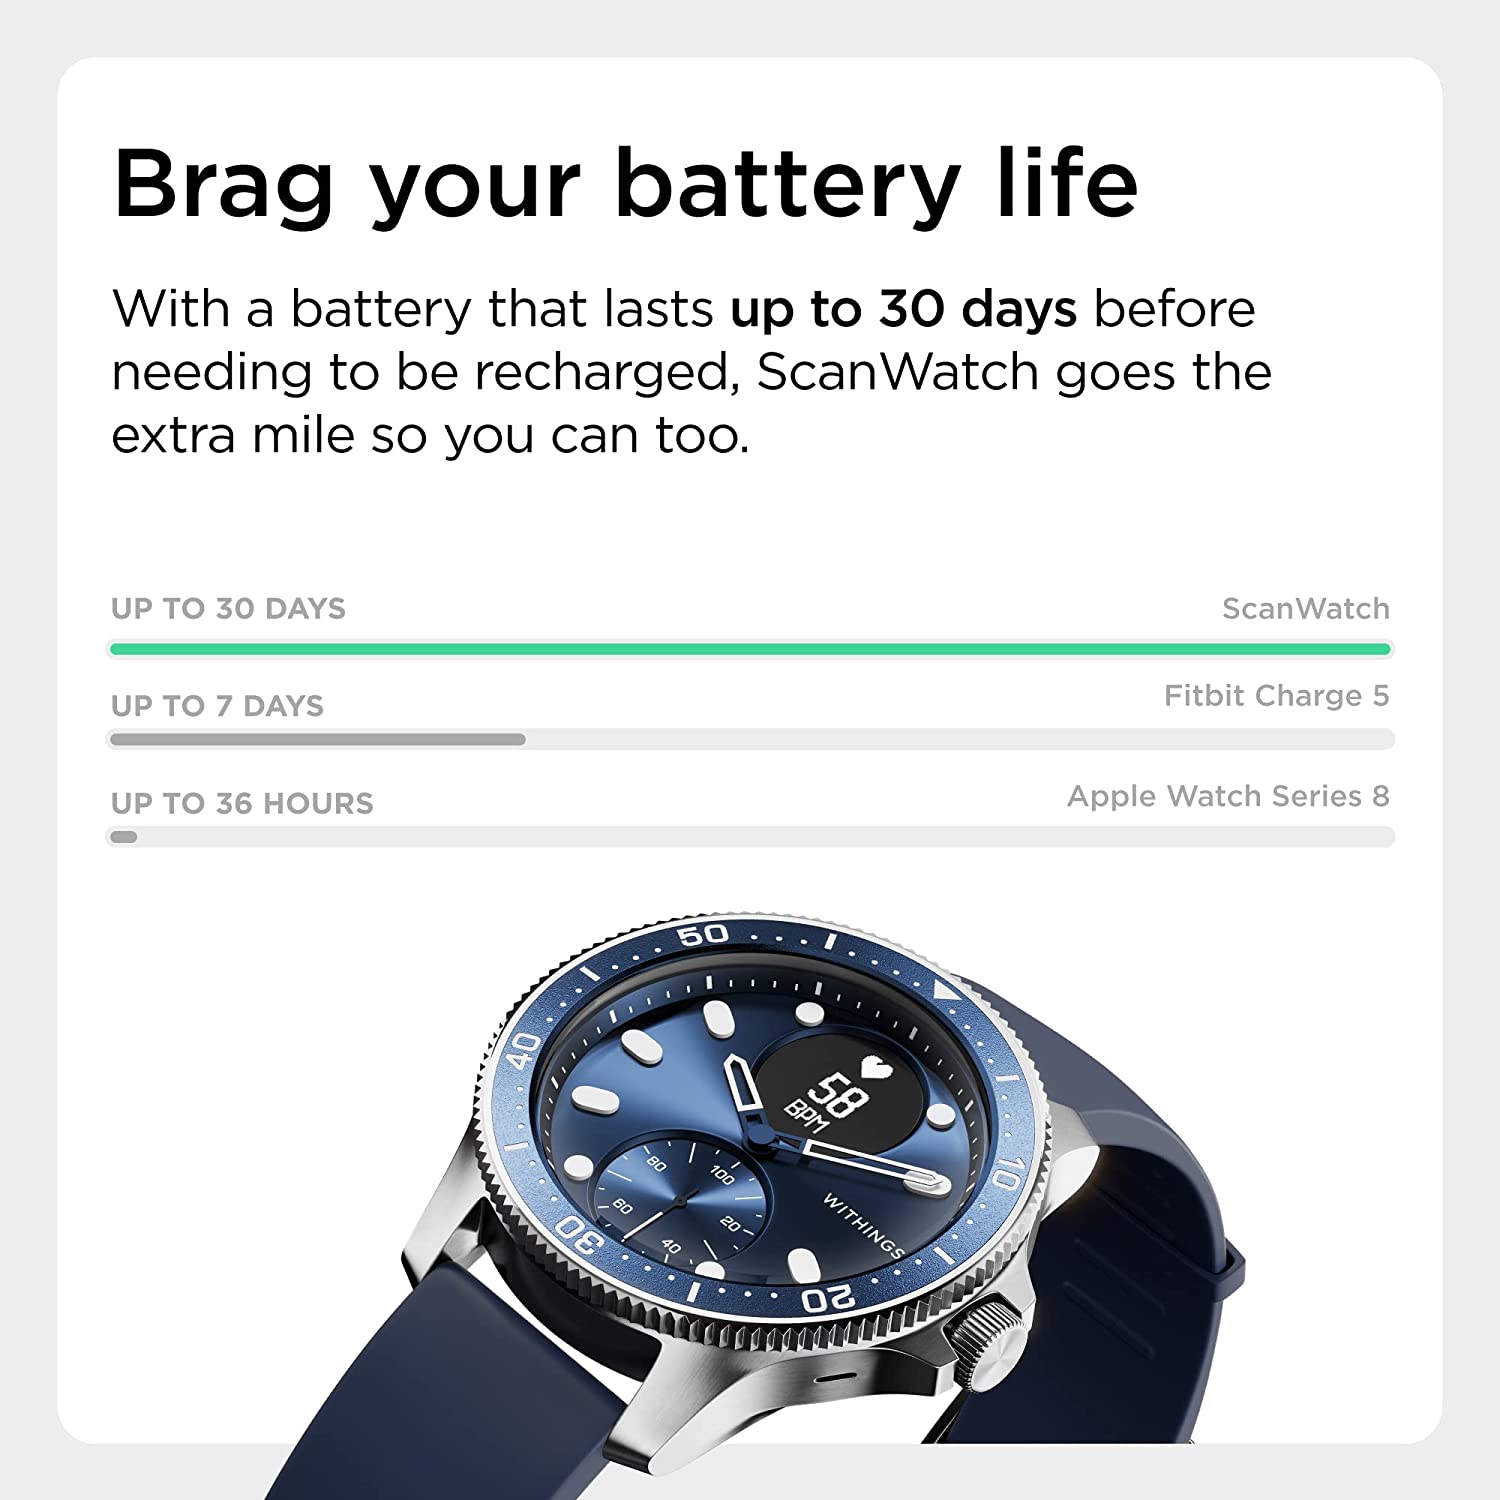 Brag your battery life
With a battery that lasts up to 30 days before
needing to be recharged, ScanWatch goes the
extra mile so you can too.
UP TO 30 DAYS
ScanWatch
UP TO 7 DAYS
Fitbit Charge 5
UP TO 36 HOURS
Apple Watch Series 8
50
40
10
30
20
58
BPM
80
100
60
20
40
WITHINGS